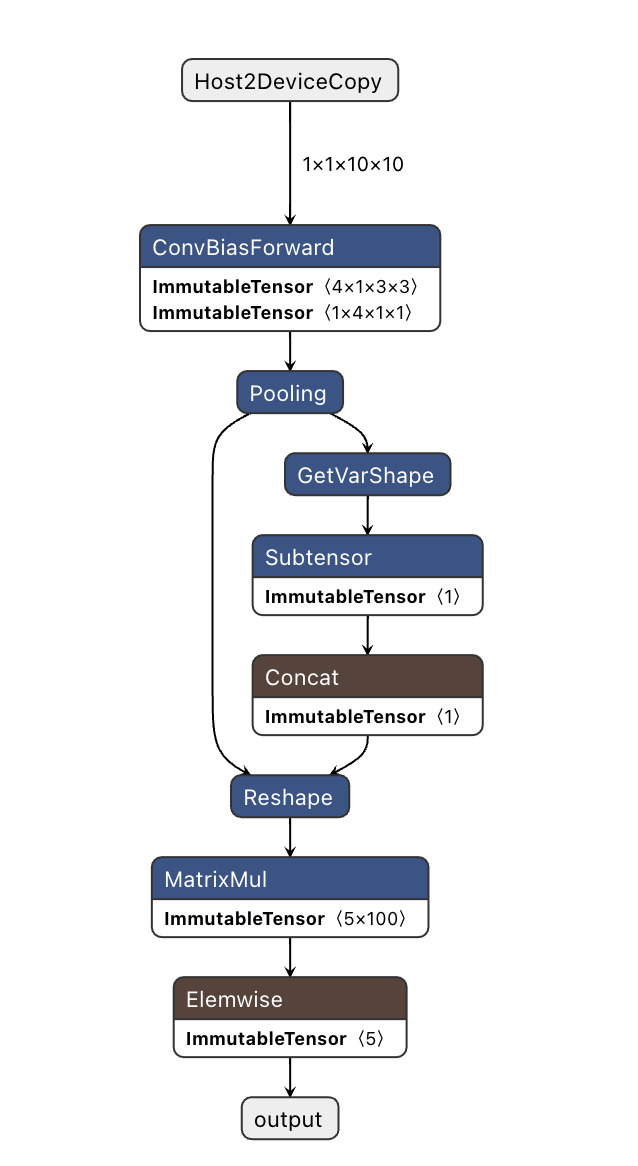 Host2DeviceCopy
1×1×10×10
ConvBiasForward
ImmutableTensor 〈4×1×3×3〉
ImmutableTensor 〈1×4×1×1〉
Pooling
GetVarShape
Subtensor
ImmutableTensor 〈1〉
Concat
ImmutableTensor 〈1〉
Reshape
MatrixMul
ImmutableTensor 〈5×100〉
Elemwise
ImmutableTensor 〈5〉
output